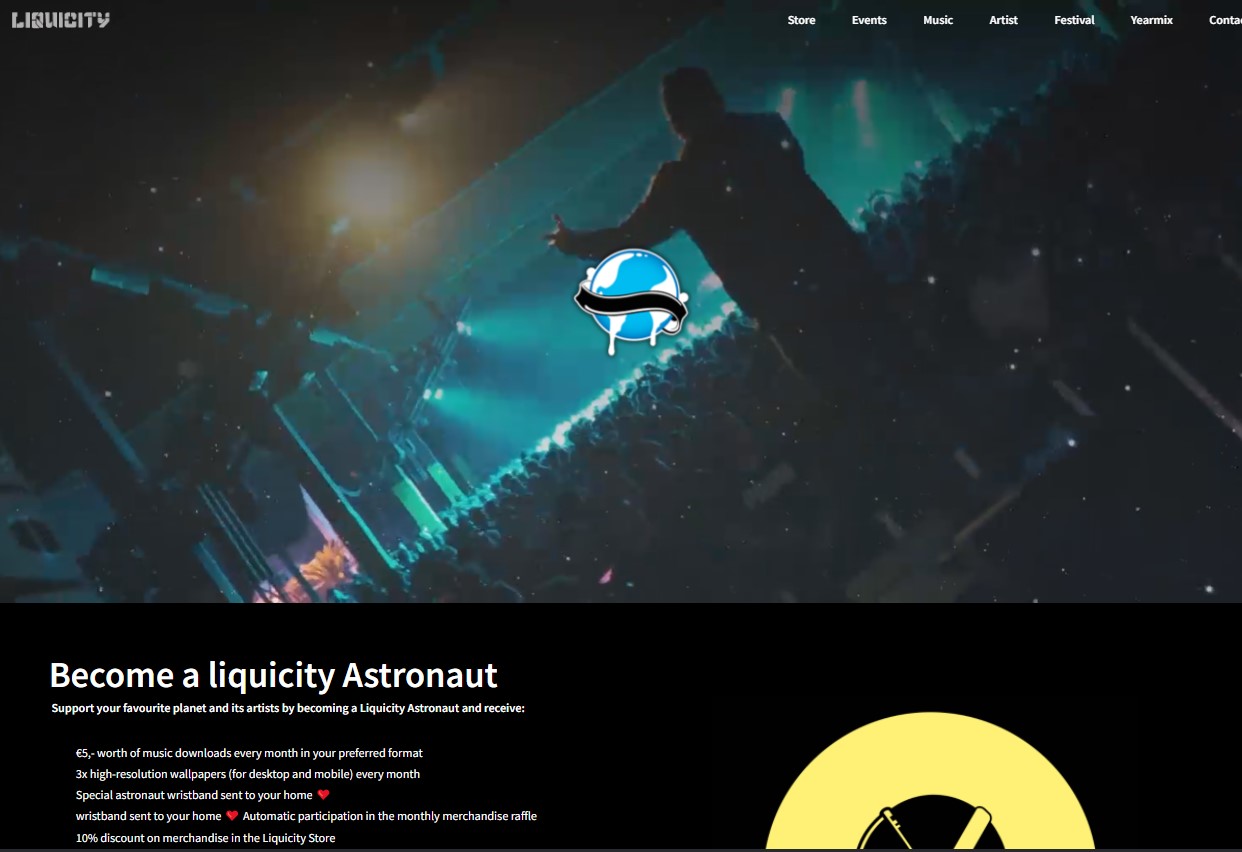 LIQUICITY
Store Events Music Artist Festival Yearmix
Become a liquicity Astronaut
Support your favourite planet and its artists by becoming a Liquicity Astronaut and receive:
€5,- worth of music downloads every month in your preferred format
3x high-resolution wallpapers (for desktop and mobile) every month
Special astronaut wristband sent to your home ❤
wristband sent to your home ❤ Automatic participation in the monthly merchandise raffle
10% discount on merchandise in the Liquicity Store